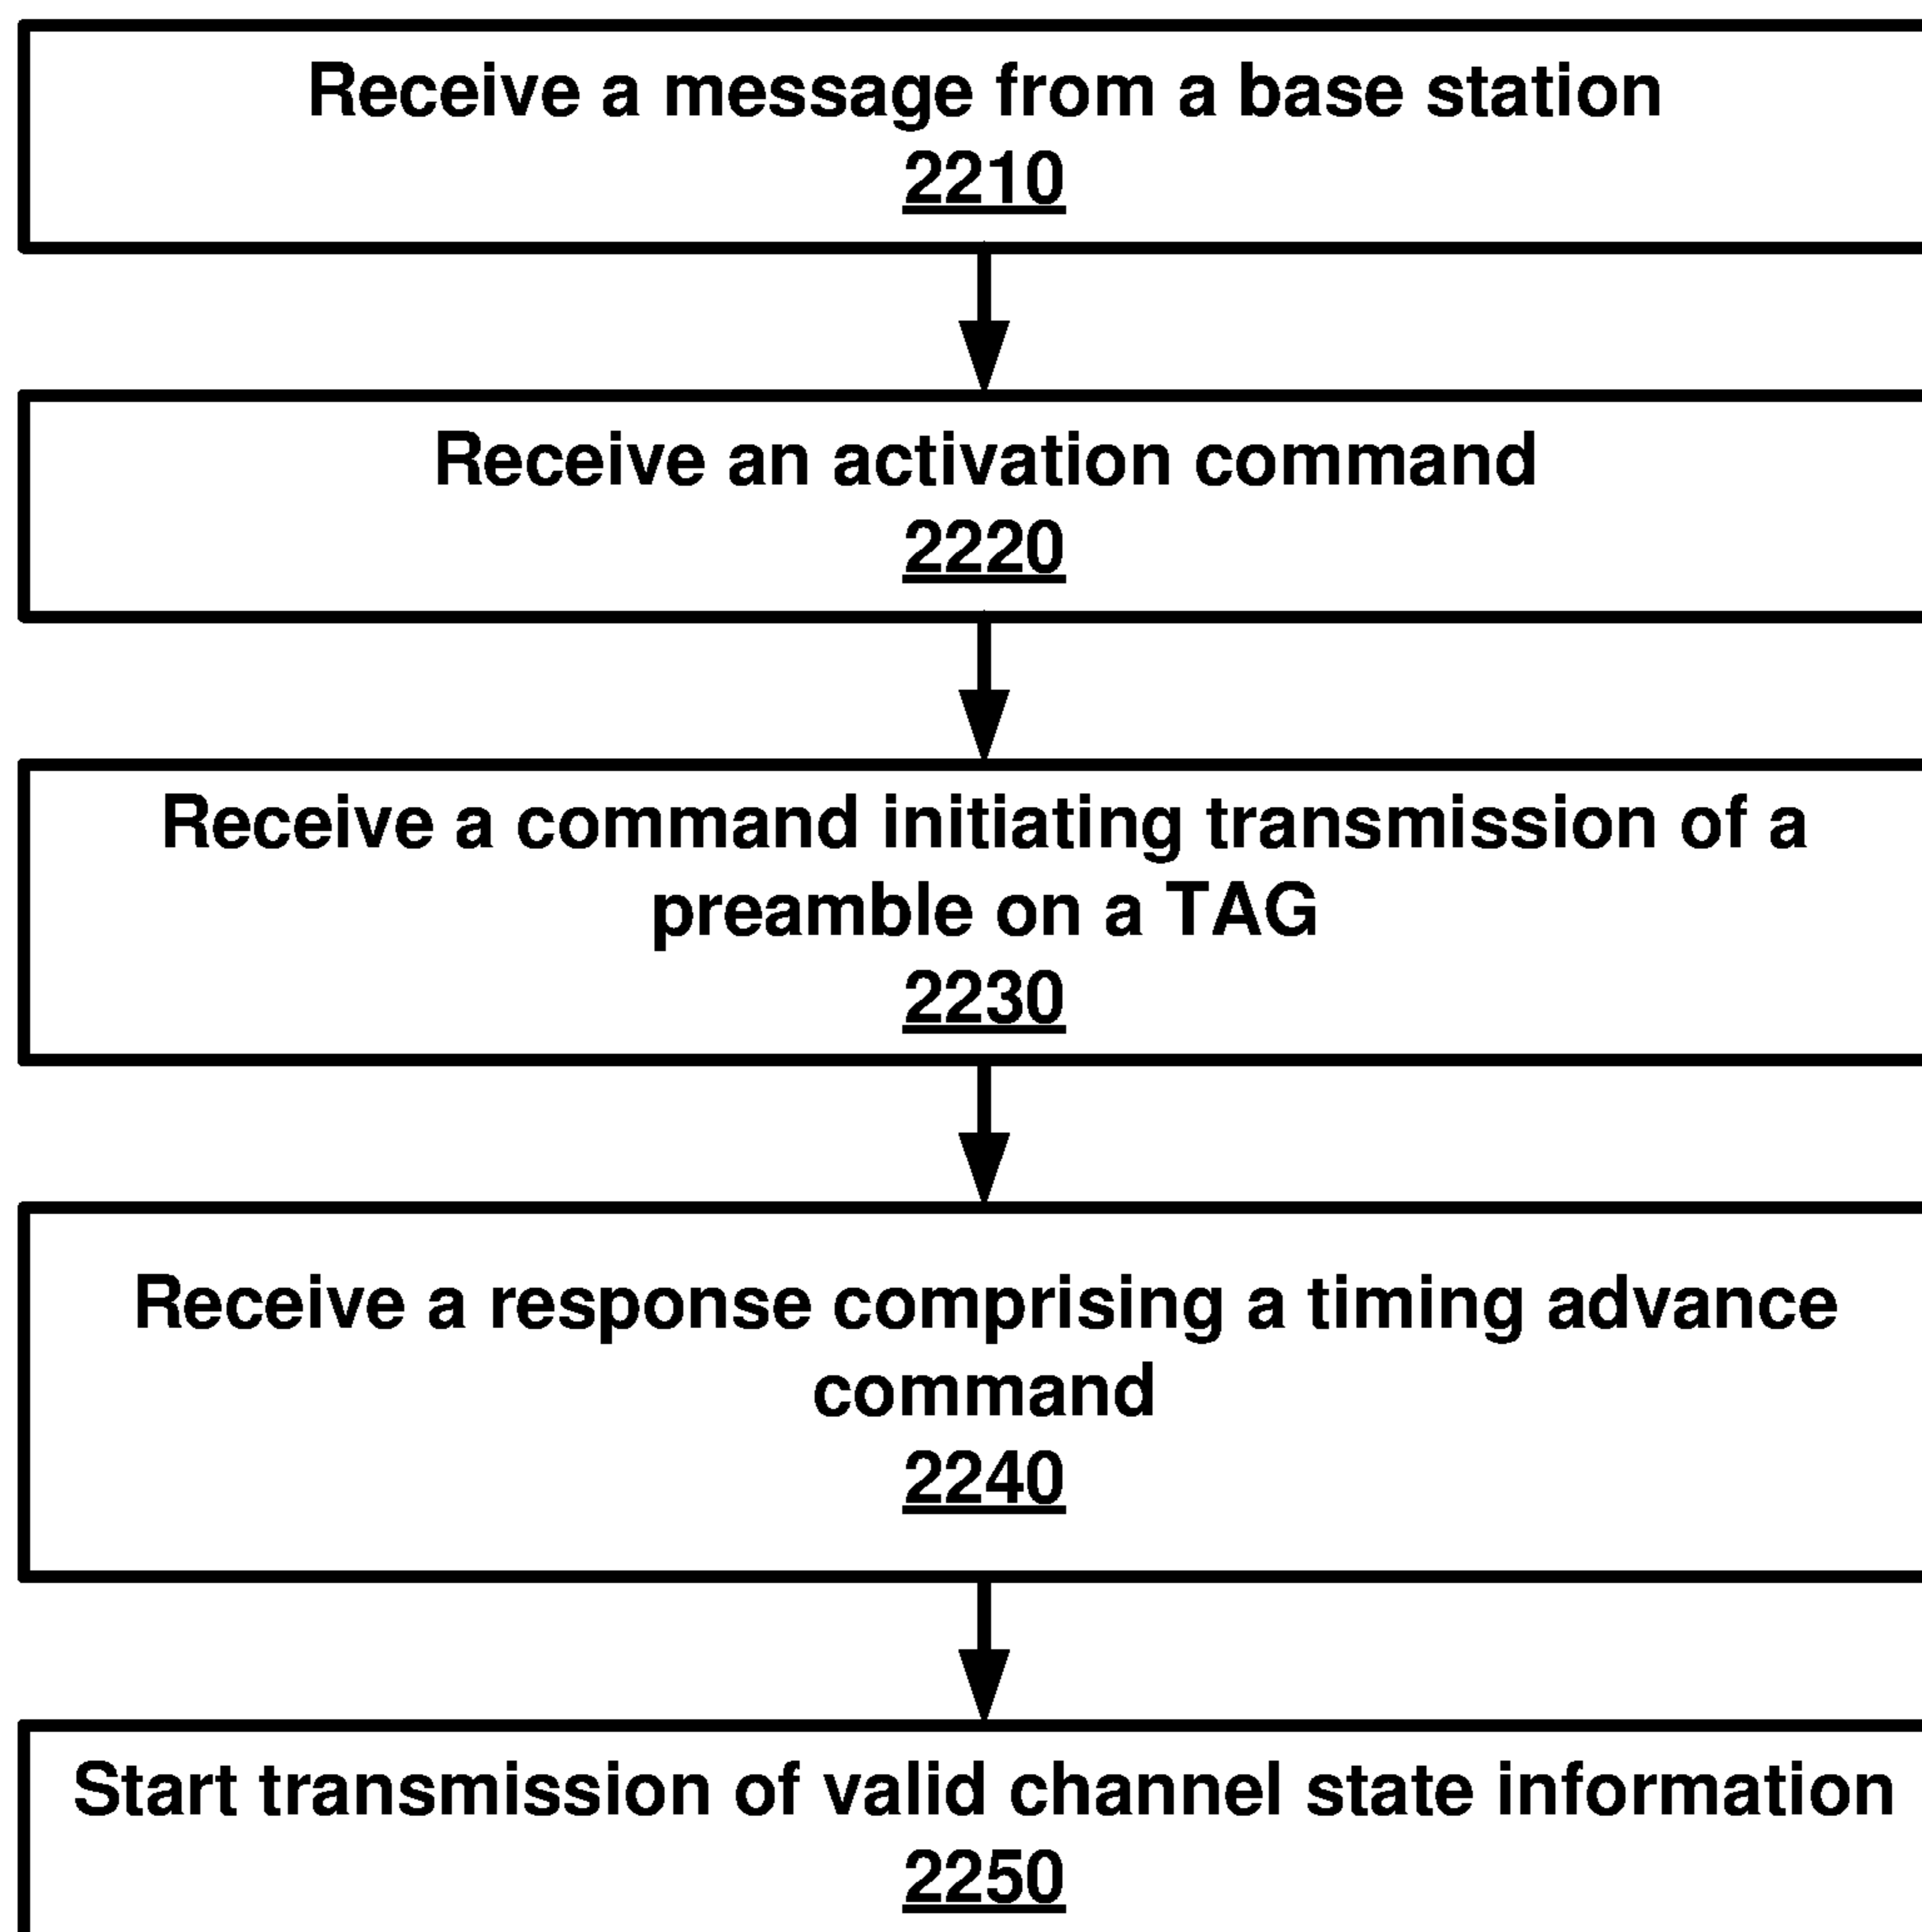 Receive a message from a base station
2210
Receive an activation command
2220
Receive a command initiating transmission of a
preamble on a TAG
2230
Receive a response comprising a timing advance
command
2240
Start transmission of valid channel state information
2250